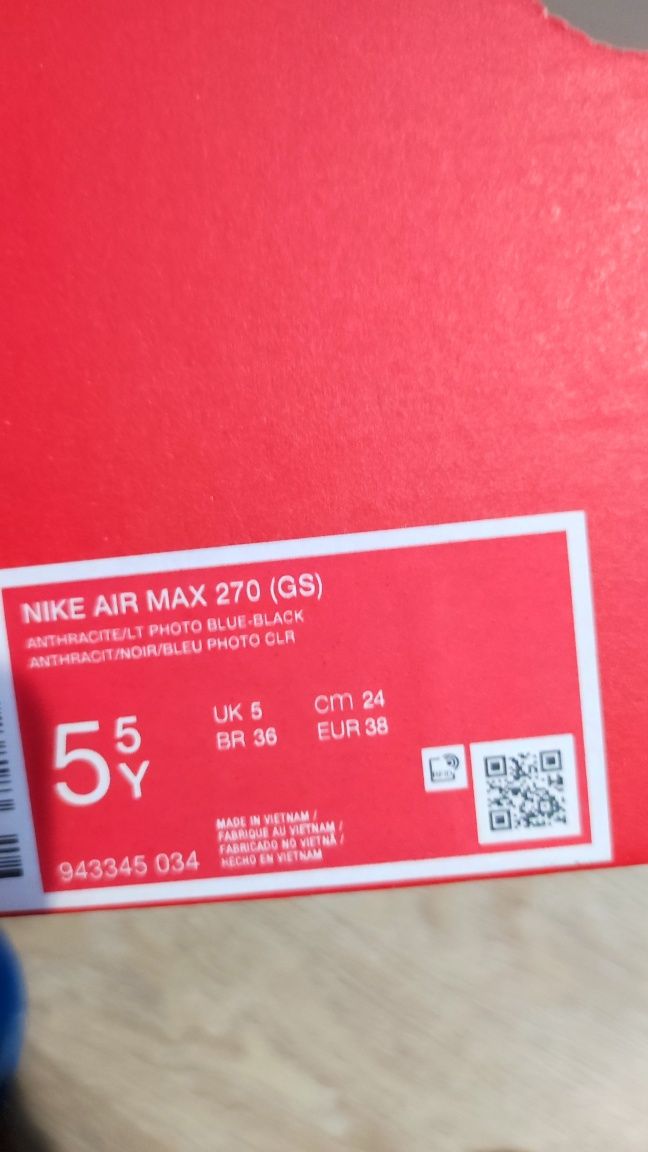 NIKE AIR MAX 270 (GS)
ANTHRACITE/LT PHOTO BLUE-BLACK
ANTHRACIT/NOIR/BLEU PHOTO CLR
5 5 Y
UK 5 cm 24
BR 36 EUR 38
RFID
MADE IN VIETNAM /
FABRIQUE AU VIETNAM /
FABRICADO NO VIETNÃ /
HECHO EN VIETNAM
943345 034